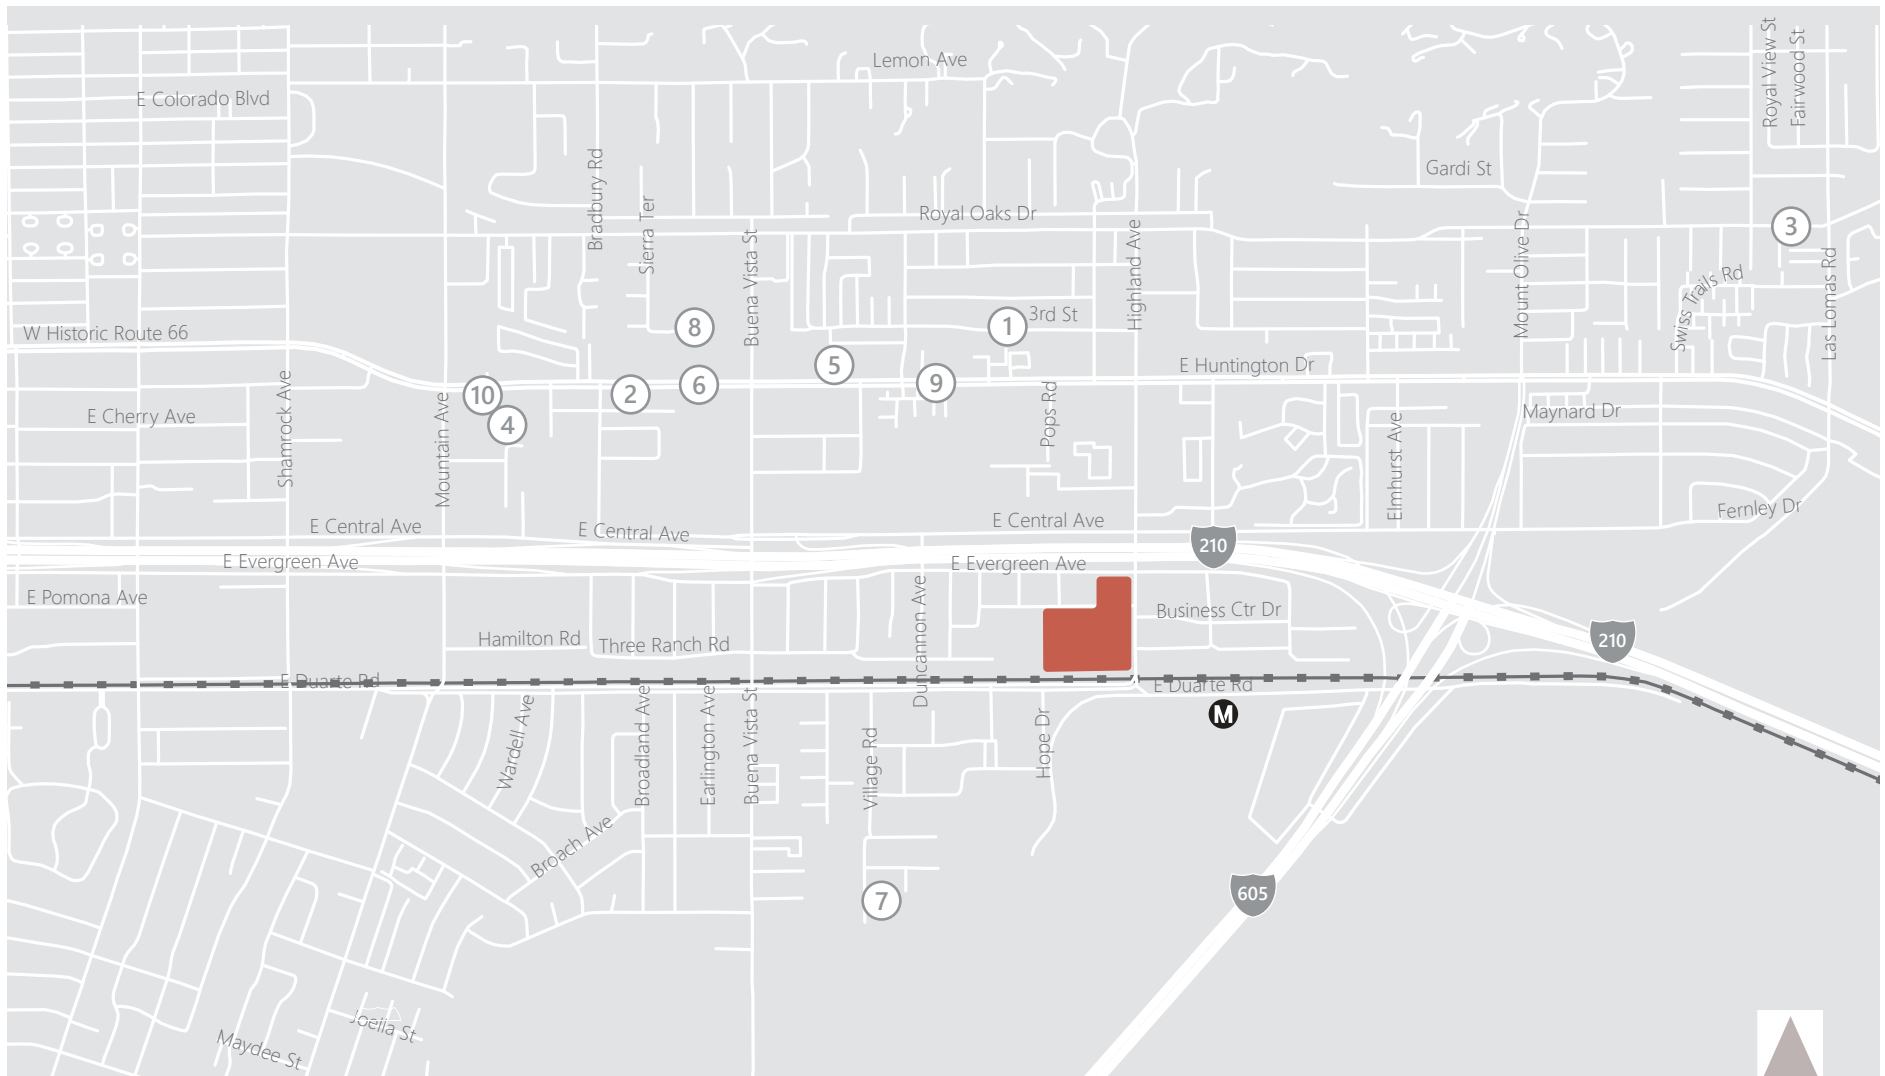 Lemon Ave
E Colorado Blvd
Royal View St
Fairwood St
Gardi St
Bradbury Rd
Sierra Ter
Royal Oaks Dr
Buena Vista St
Highland Ave
Mount Olive Dr
3
Swiss Trails Rd
Las Lomas Rd
W Historic Route 66
8
1
3rd St
5
E Huntington Dr
10
2
6
9
4
E Cherry Ave
Shamrock Ave
Mountain Ave
Pops Rd
Elmhurst Ave
Maynard Dr
Fernley Dr
E Central Ave
E Central Ave
E Central Ave
210
E Evergreen Ave
E Evergreen Ave
E Pomona Ave
Hamilton Rd
Three Ranch Rd
Duncannon Ave
Business Ctr Dr
210
E Duarte Rd
E Duarte Rd
M
Wardell Ave
Broadland Ave
Earlington Ave
Buena Vista St
Village Rd
Hope Dr
Broach Ave
7
605
Joella St
Maydee St